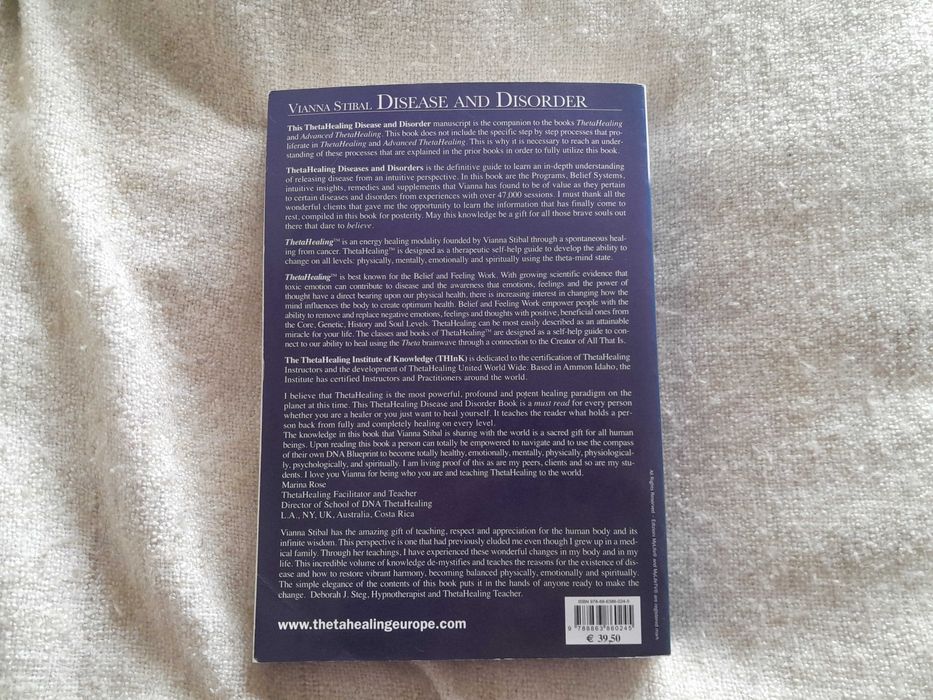 VIANNA STIBAL DISEASE AND DISORDER
This ThetaHealing Disease and Disorder manuscript is the companion to the books ThetaHealing
and Advanced ThetaHealing. This book does not include the specific step by step processes that pro-
liferate in ThetaHealing and Advanced ThetaHealing. This is why it is necessary to reach an under-
standing of these processes that are explained in the prior books in order to fully utilize this book.
ThetaHealing Diseases and Disorders is the definitive guide to learn an in-depth understanding
of releasing disease from an intuitive perspective. In this book are the Programs, Belief Systems,
intuitive insights, remedies and supplements that Vianna has found to be of value as they pertain
to certain diseases and disorders from experiences with over 47,000 sessions. I must thank all the
wonderful clients that gave me the opportunity to learn the information that has finally come to
rest, compiled in this book for posterity. May this knowledge be a gift for all those brave souls out
there that dare to believe.
ThetaHealing™ is an energy healing modality founded by Vianna Stibal through a spontaneous heal-
ing from cancer. ThetaHealing™ is designed as a therapeutic self-help guide to develop the ability to
change on all levels: physically, mentally, emotionally and spiritually using the theta-mind state.
ThetaHealing™ is best known for the Belief and Feeling Work. With growing scientific evidence that
toxic emotion can contribute to disease and the awareness that emotions, feelings and the power of
thought have a direct bearing upon our physical health, there is increasing interest in changing how the
mind influences the body to create optimum health. Belief and Feeling Work empower people with the
ability to remove and replace negative emotions, feelings and thoughts with positive, beneficial ones from
the Core, Genetic, History and Soul Levels. ThetaHealing can be most easily described as an attainable
miracle for your life. The classes and books of ThetaHealing™ are designed as a self-help guide to con-
nect to our ability to heal using the Theta brainwave through a connection to the Creator of All That Is.
The ThetaHealing Institute of Knowledge (THInK) is dedicated to the certification of ThetaHealing
Instructors and the development of ThetaHealing United World Wide. Based in Ammon Idaho, the
Institute has certified Instructors and Practitioners around the world.
I believe that ThetaHealing is the most powerful, profound and potent healing paradigm on the
planet at this time. This ThetaHealing Disease and Disorder Book is a must read for every person
whether you are a healer or you just want to heal yourself. It teaches the reader what holds a per-
son back from fully and completely healing on every level.
The knowledge in this book that Vianna Stibal is sharing with the world is a sacred gift for all human
beings. Upon reading this book a person can totally be empowered to navigate and to use the compass
of their own DNA Blueprint to become totally healthy, emotionally, mentally, physically, physiological-
ly, psychologically, and spiritually. I am living proof of this as are my peers, clients and so are my stu-
dents. I love you Vianna for being who you are and teaching ThetaHealing to the world.
Marina Rose
ThetaHealing Facilitator and Teacher
Director of School of DNA ThetaHealing
L.A., NY, UK, Australia, Costa Rica
Vianna Stibal has the amazing gift of teaching, respect and appreciation for the human body and its
infinite wisdom. This perspective is one that had previously eluded me even though I grew up in a med-
ical family. Through her teachings, I have experienced these wonderful changes in my body and in my
life. This incredible volume of knowledge de-mystifies and teaches the reasons for the existence of dis-
ease and how to restore vibrant harmony, becoming balanced physically, emotionally and spiritually.
The simple elegance of the contents of this book puts it in the hands of anyone ready to make the
change. Deborah J. Steg, Hypnotherapist and ThetaHealing Teacher.
www.thetahealingeurope.com
ISBN 978-88-6386-024-5
9 788863 860245
€ 39,50
All Rights Reserved - Edizioni are registered mark